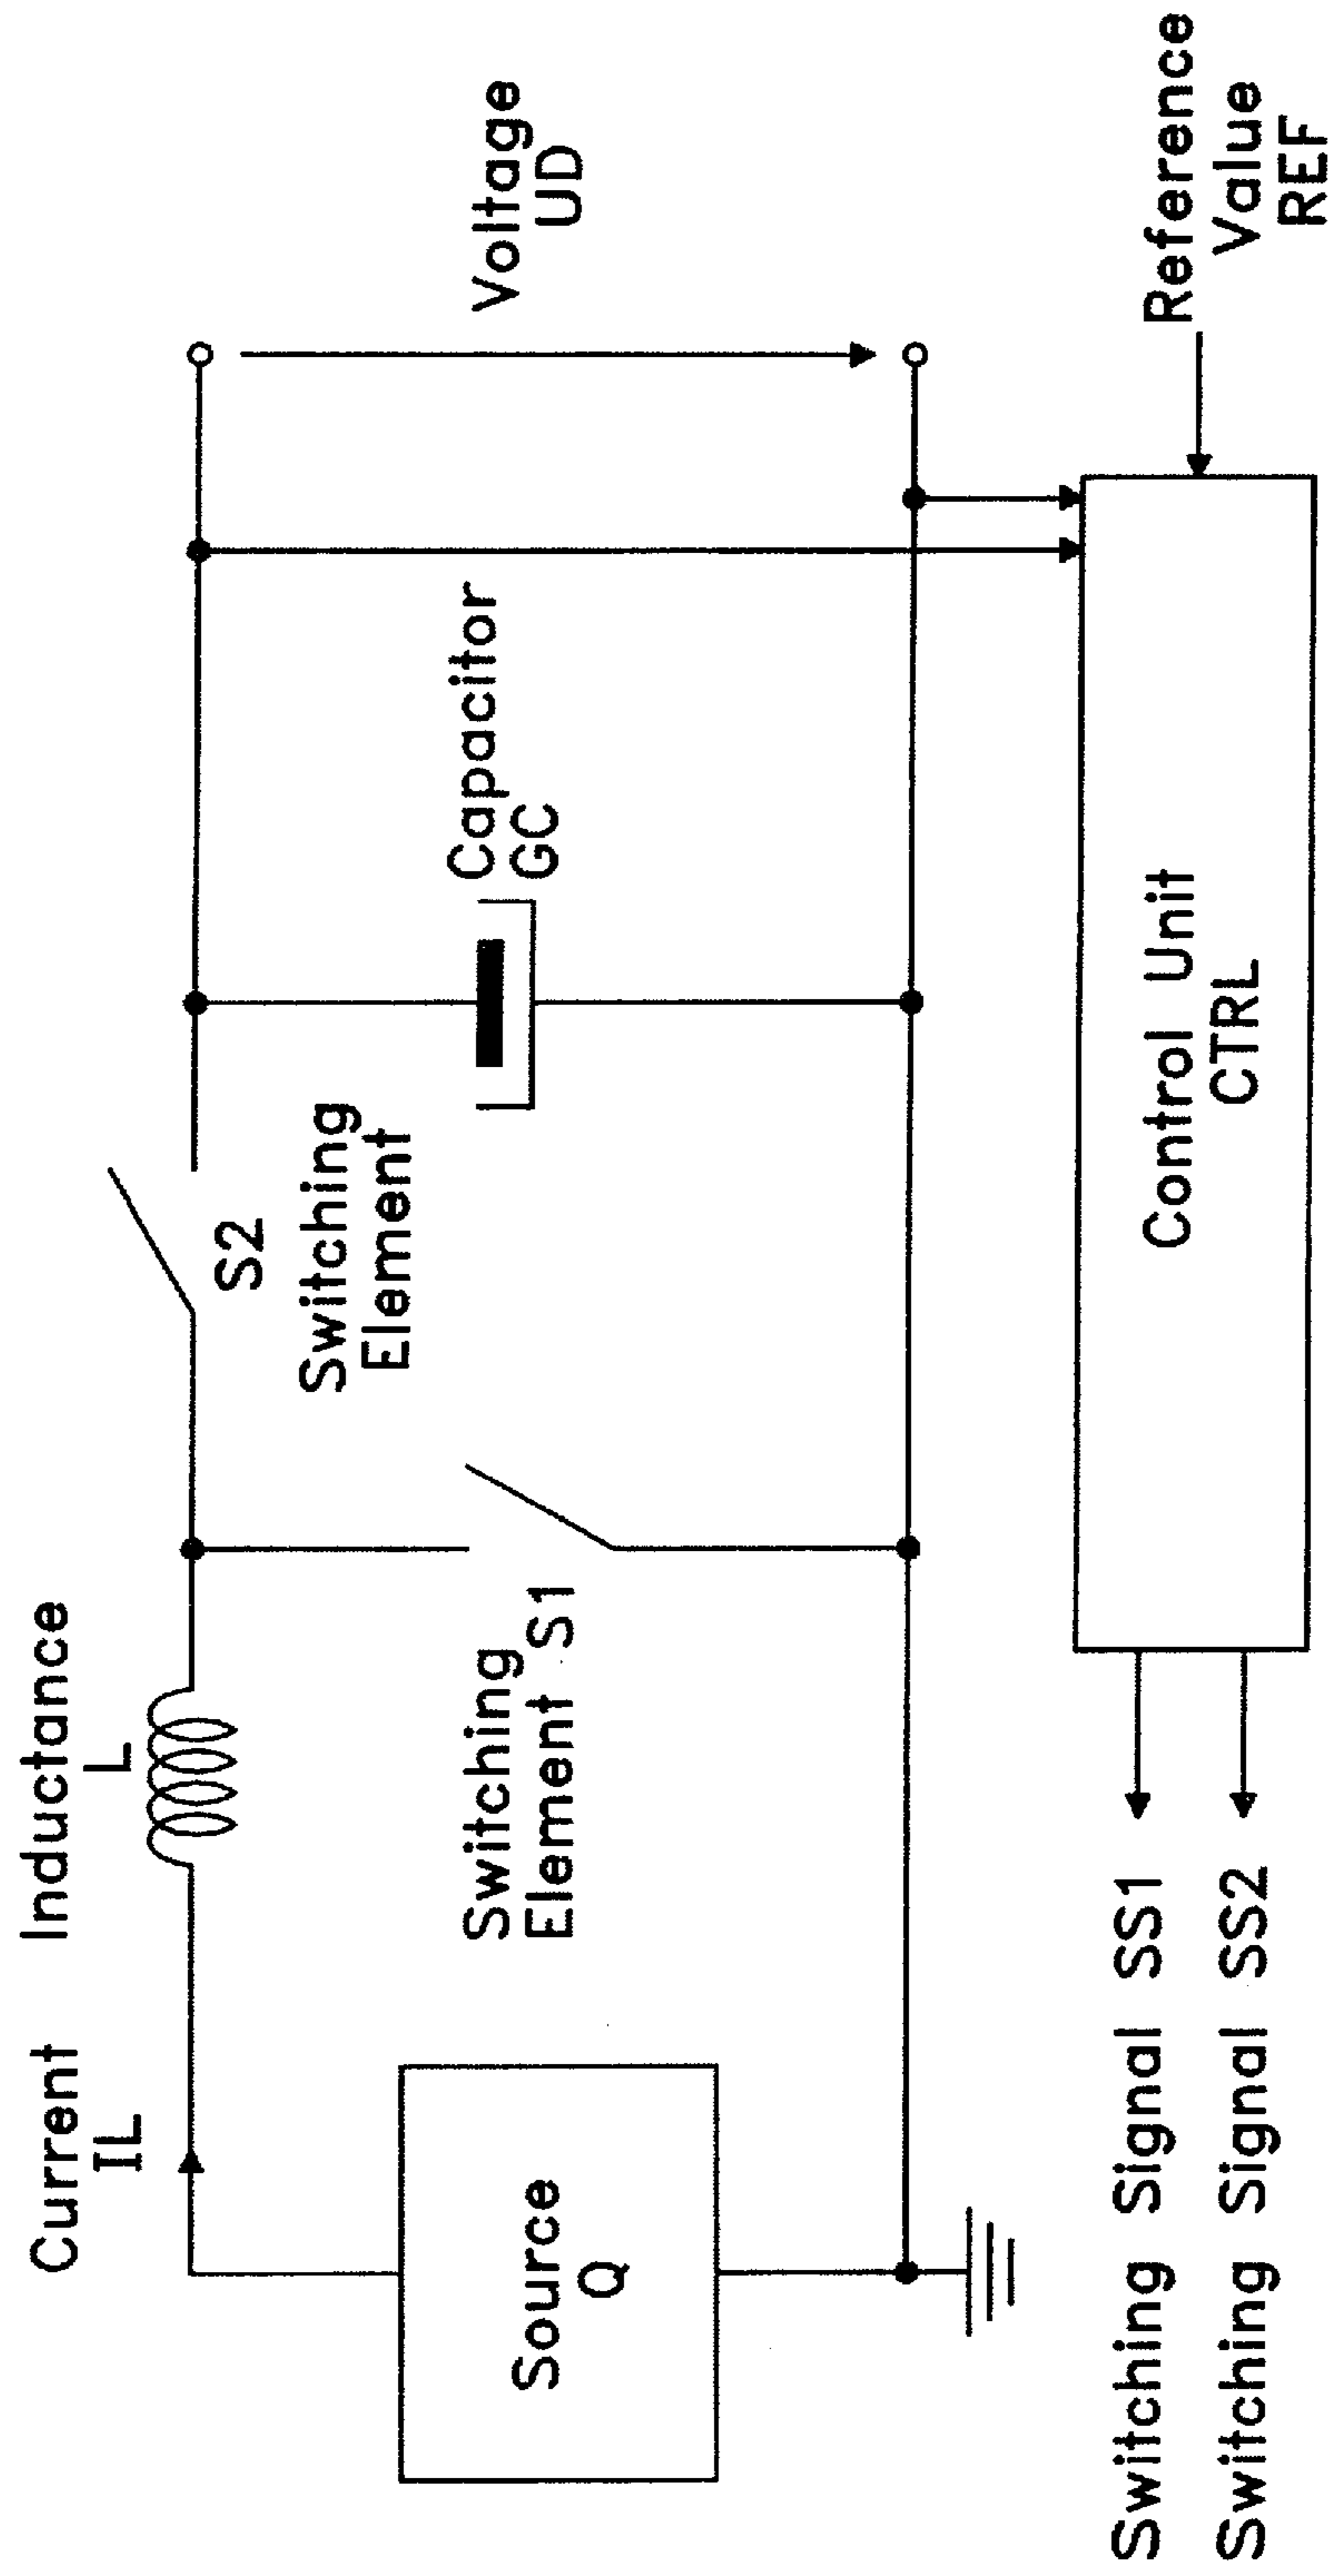 Current
IL
Inductance
L
S2
Switching
Element
Switching
Element S1
Source
Q
Capacitor
GC
Voltage
UD
Switching Signal SS1
Switching Signal SS2
Control Unit
CTRL
Reference
Value
REF